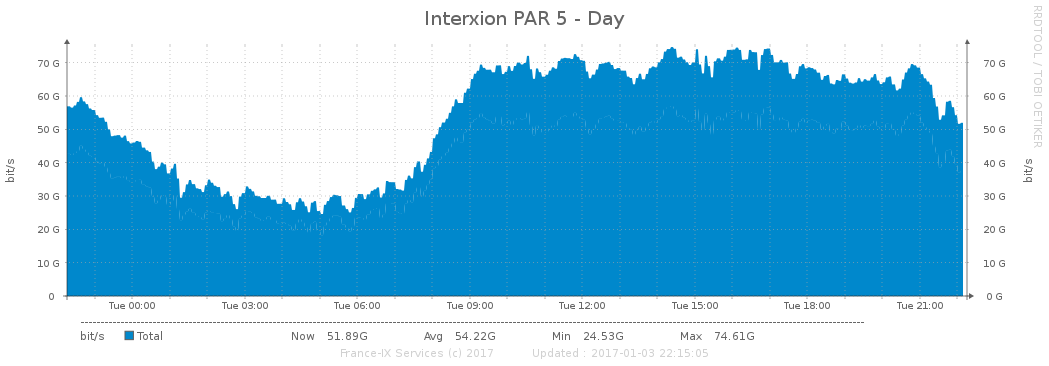 Interxion PAR 5 - Day
RRDTOOL / TOBI OETIKER
bit/s
bit/s
70 G 70 G
60 G 60 G
50 G 50 G
40 G 40 G
30 G 30 G
20 G 20 G
10 G 10 G
0 0 G
Tue 00:00 Tue 03:00 Tue 06:00 Tue 09:00 Tue 12:00 Tue 15:00 Tue 18:00 Tue 21:00
bit/s Total Now 51.89G Avg 54.22G Min 24.53G Max 74.61G
France-IX Services (c) 2017 Updated : 2017-01-03 22:15:05